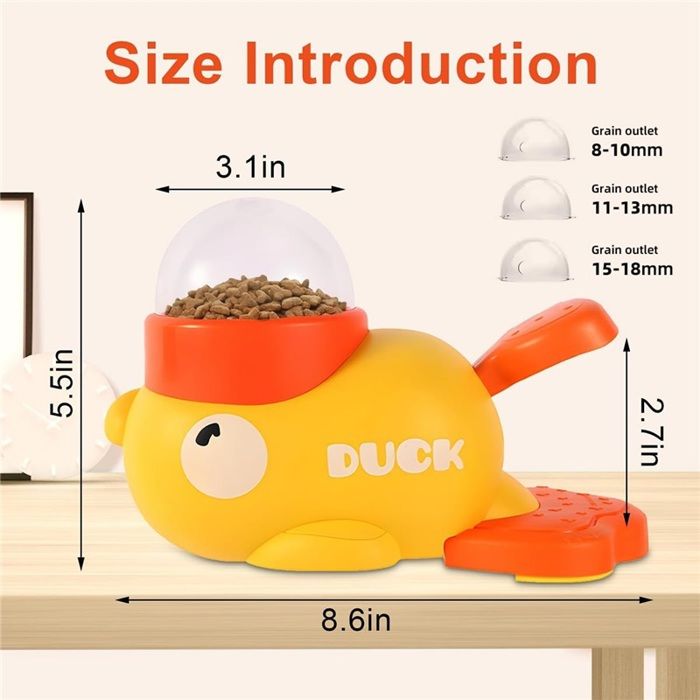 Size Introduction
3.1in
Grain outlet
8-10mm
Grain outlet
11-13mm
Grain outlet
15-18mm
5.5in
2.7in
DUCK
8.6in